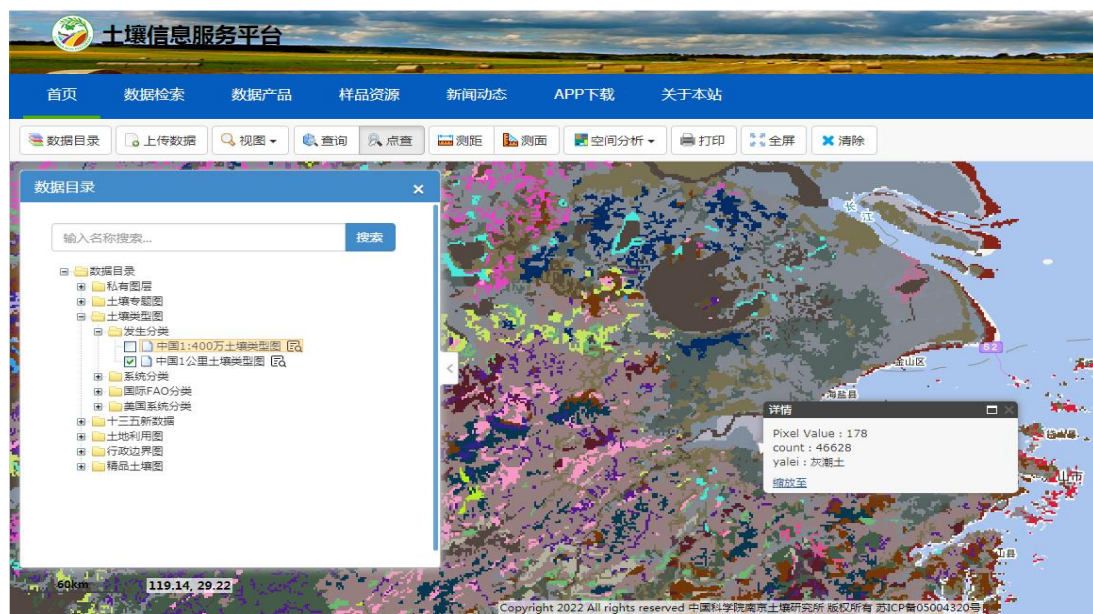 土壤信息服务平台
首页 数据检索 数据产品 样品资源 新闻动态 APP下载 关于本站
数据目录 上传数据 视图 查询 点查 测距 测面 空间分析 打印 全屏 清除
数据目录
输入名称搜索... 搜索
数据目录
私有图层
土壤专题图
土壤类型图
发生分类
中国1:400万土壤类型图
中国1公里土壤类型图
系统分类
国际FAO分类
美国系统分类
十三五新数据
土地利用图
行政边界图
精品土壤图
长
江
S2
金山区
海盐县
详情
Pixel Value : 178
count : 46628
yalei : 灰潮土
缩放至
60km 119.14, 29.22
Copyright 2022 All rights reserved 中国科学院南京土壤研究所 版权所有 苏ICP备05004320号